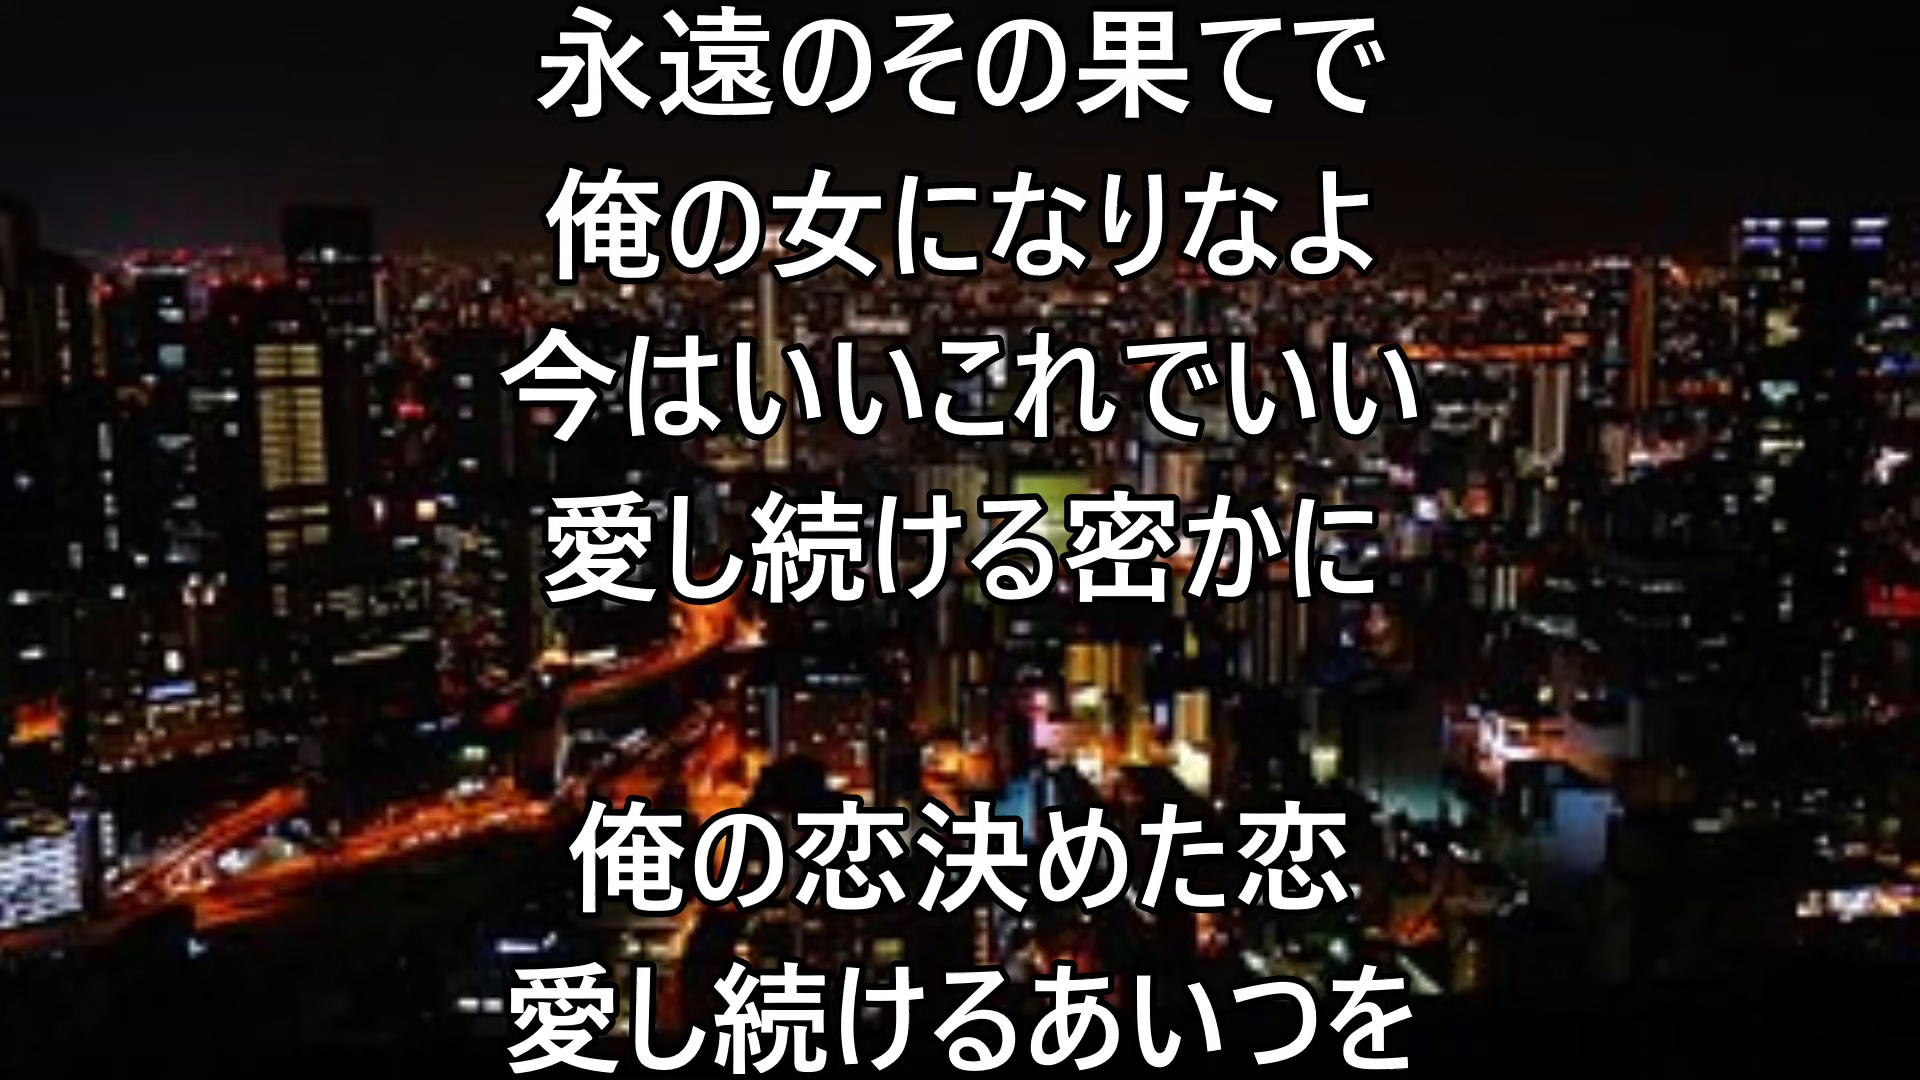 永遠のその果てで
俺の女になりなよ
今はいいこれでいい
愛し続ける密かに
俺の恋決めた恋
愛し続けるあいつを